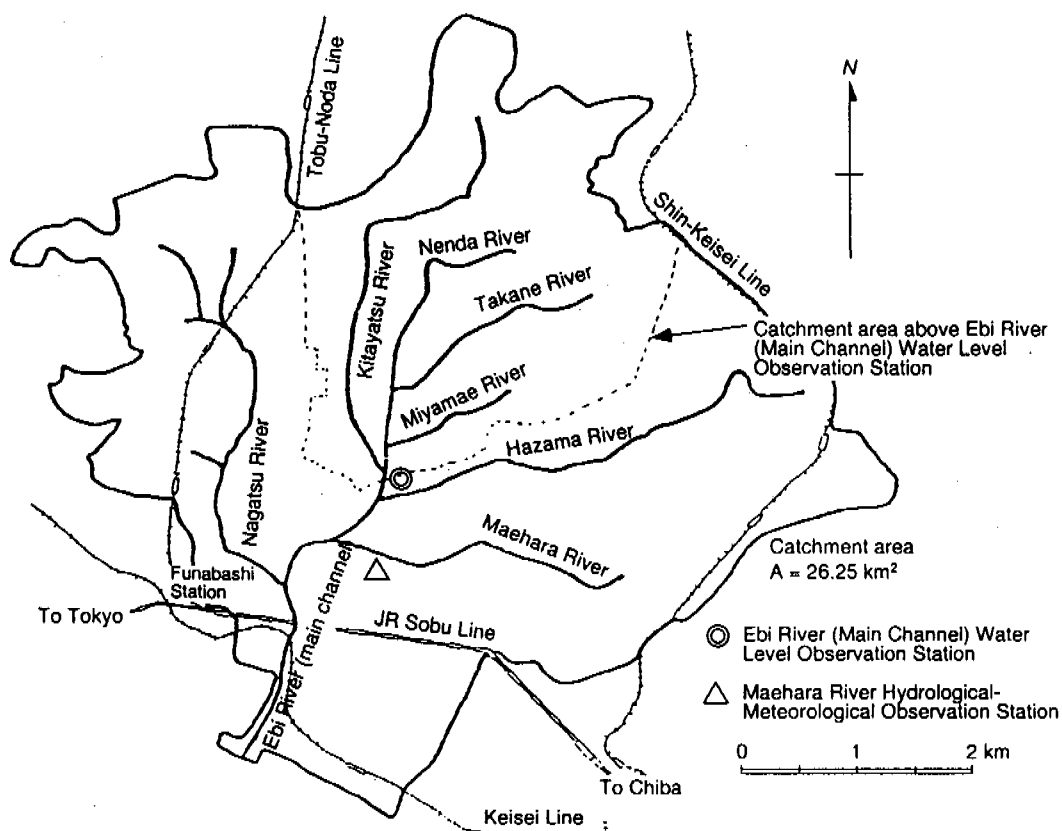 N
Tobu-Noda Line
Shin-Keisei Line
Nenda River
Kitayatsu River
Takane River
Catchment area above Ebi River
(Main Channel) Water Level
Observation Station
Miyamae River
Hazama River
Nagatsu River
Maehara River
Catchment area
A = 26.25 km²
Funabashi
Station
To Tokyo
JR Sobu Line
Ebi River (main channel)
Ebi River (Main Channel) Water
Level Observation Station
Maehara River Hydrological-
Meteorological Observation Station
0 1 2 km
To Chiba
Keisei Line